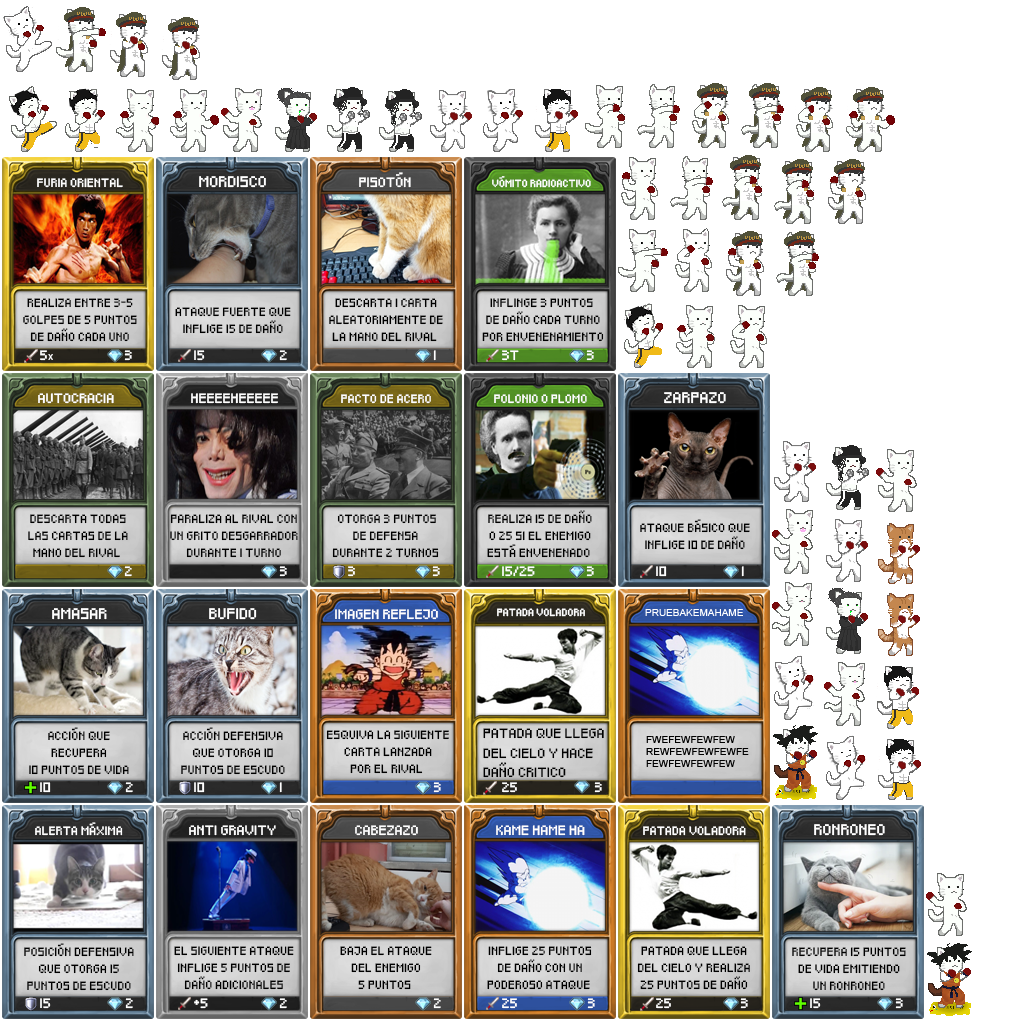 FURIA ORIENTAL
REALIZA ENTRE 3-5
GOLPES DE 5 PUNTOS
DE DAÑO CADA UNO
5x 3
MORDISCO
ATAQUE FUERTE QUE
INFLIGE 15 DE DAÑO
15 2
PISOTÓN
DESCARTA 1 CARTA
ALEATORIAMENTE DE
LA MANO DEL RIVAL
1
VÓMITO RADIOACTIVO
INFLINGE 3 PUNTOS
DE DAÑO CADA TURNO
POR ENVENENAMIENTO
3T 3
AUTOCRACIA
DESCARTA TODAS
LAS CARTAS DE LA
MANO DEL RIVAL
2
HEEEEHEEEEE
PARALIZA AL RIVAL CON
UN GRITO DESGARRADOR
DURANTE 1 TURNO
3
PACTO DE ACERO
OTORGA 3 PUNTOS
DE DEFENSA
DURANTE 2 TURNOS
3 3
POLONIO O PLOMO
REALIZA 15 DE DAÑO
O 25 SI EL ENEMIGO
ESTÁ ENVENENADO
15/25 3
ZARPAZO
ATAQUE BÁSICO QUE
INFLIGE 10 DE DAÑO
10 1
AMASAR
ACCIÓN QUE
RECUPERA
10 PUNTOS DE VIDA
10 2
BUFIDO
ACCIÓN DEFENSIVA
QUE OTORGA 10
PUNTOS DE ESCUDO
10 1
IMAGEN REFLEJO
ESQUIVA LA SIGUIENTE
CARTA LANZADA
POR EL RIVAL
PATADA VOLADORA
PATADA QUE LLEGA
DEL CIELO Y HACE
DAÑO CRITICO
25 3
PRUEBAKEMAHAME
FWEFEWFEWFEW
REWFEWFEWFEWFE
FEWFEWFEWFEW
ALERTA MÁXIMA
POSICIÓN DEFENSIVA
QUE OTORGA 15
PUNTOS DE ESCUDO
15 2
ANTI GRAVITY
EL SIGUIENTE ATAQUE
INFLIGE 5 PUNTOS DE
DAÑO ADICIONALES
+5 2
CABEZAZO
BAJA EL ATAQUE
DEL ENEMIGO
5 PUNTOS
2
KAME HAME HA
INFLIGE 25 PUNTOS
DE DAÑO CON UN
PODEROSO ATAQUE
25 3
PATADA VOLADORA
PATADA QUE LLEGA
DEL CIELO Y REALIZA
25 PUNTOS DE DAÑO
25 3
RONRONEO
RECUPERA 15 PUNTOS
DE VIDA EMITIENDO
UN RONRONEO
+15 3